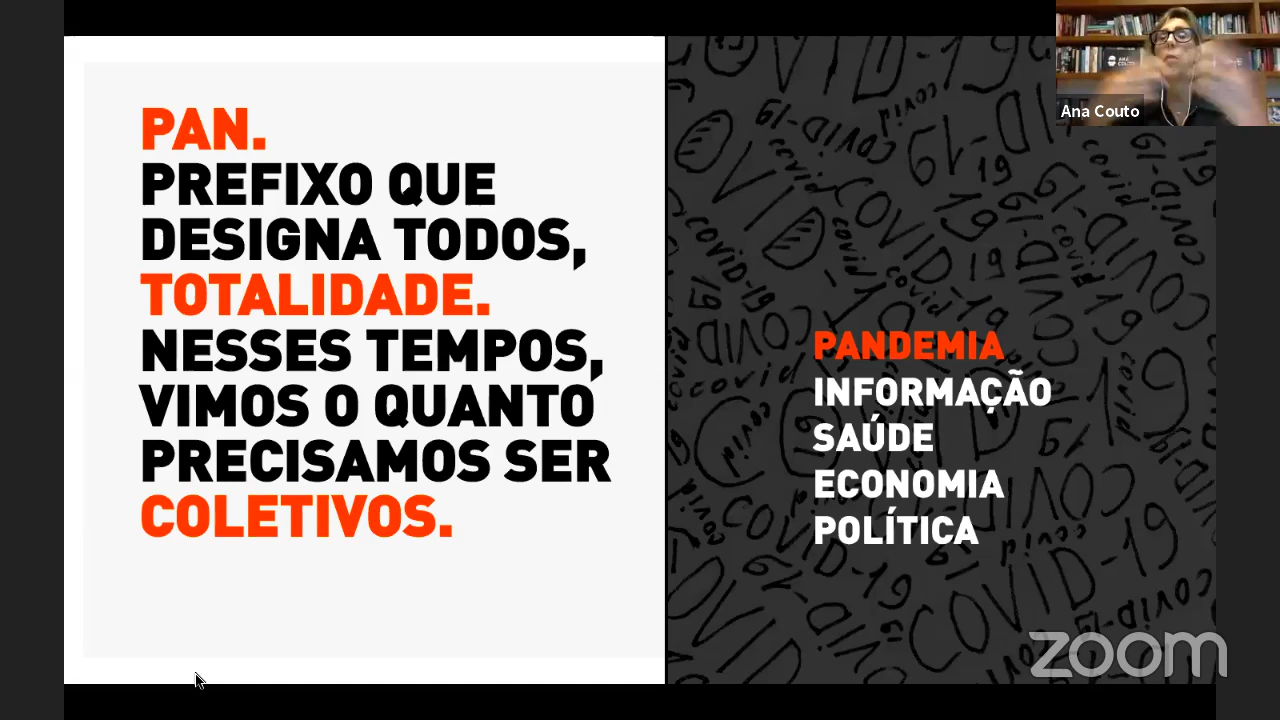 PAN.
PREFIXO QUE
DESIGNA TODOS,
TOTALIDADE.
NESSES TEMPOS,
VIMOS O QUANTO
PRECISAMOS SER
COLETIVOS.
PANDEMIA
INFORMAÇÃO
SAÚDE
ECONOMIA
POLÍTICA
Ana Couto
zoom